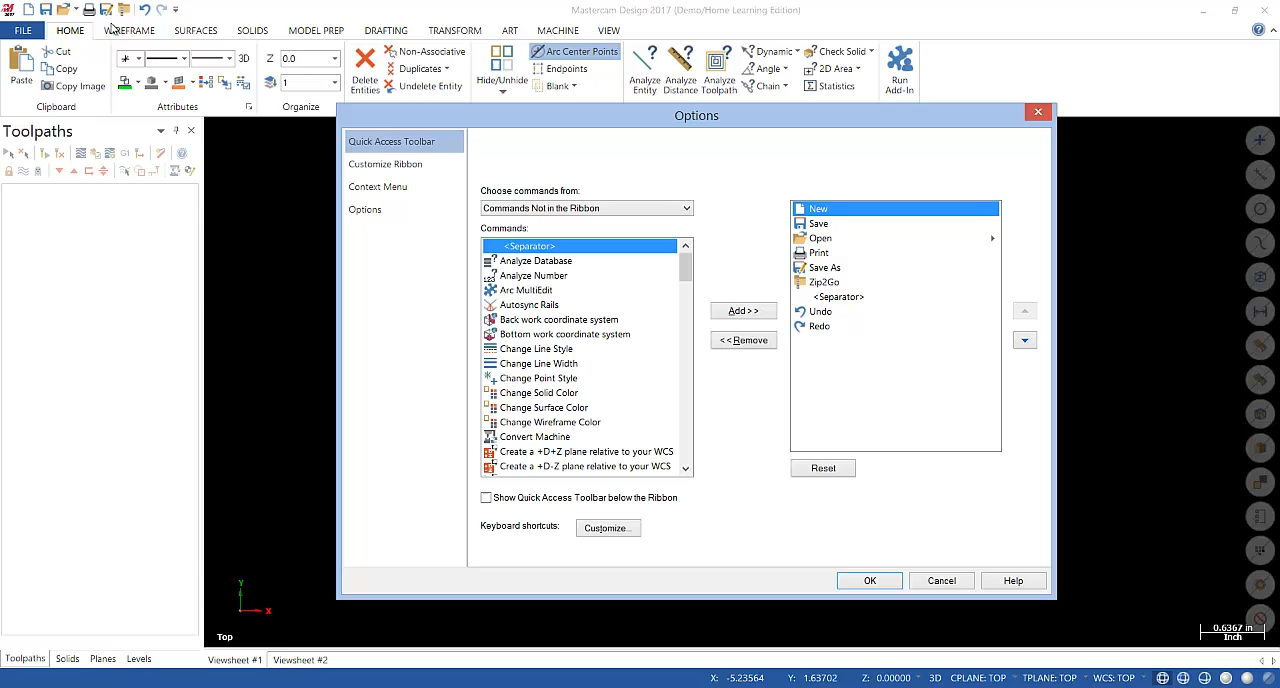 Mastercam Design 2017 (Demo/Home Learning Edition)
FILE HOME WIREFRAME SURFACES SOLIDS MODEL PREP DRAFTING TRANSFORM ART MACHINE VIEW
Paste
Cut
Copy
Copy Image
Clipboard
3D
Attributes
Z 0.0
1
Organize
Delete
Entities
Non-Associative
Duplicates
Undelete Entity
Hide/Unhide
Arc Center Points
Endpoints
Blank
Analyze
Entity
Analyze
Distance
Analyze
Toolpath
Dynamic
Angle
Chain
Check Solid
2D Area
Statistics
Run
Add-In
Toolpaths
G1
Options
Quick Access Toolbar
Customize Ribbon
Context Menu
Options
Choose commands from:
Commands Not in the Ribbon
Commands:
<Separator>
Analyze Database
Analyze Number
Arc MultiEdit
Autosync Rails
Back work coordinate system
Bottom work coordinate system
Change Line Style
Change Line Width
Change Point Style
Change Solid Color
Change Surface Color
Change Wireframe Color
Convert Machine
Create a +D+Z plane relative to your WCS
Create a +D-Z plane relative to your WCS
Add >>
<< Remove
New
Save
Open
Print
Save As
Zip2Go
<Separator>
Undo
Redo
Reset
Show Quick Access Toolbar below the Ribbon
Keyboard shortcuts: Customize...
OK Cancel Help
Y
X
Top
0.6367 in
Inch
Toolpaths Solids Planes Levels
Viewsheet #1 Viewsheet #2
X: -5.23564 Y: 1.63702 Z: 0.00000 3D CPLANE: TOP TPLANE: TOP WCS: TOP